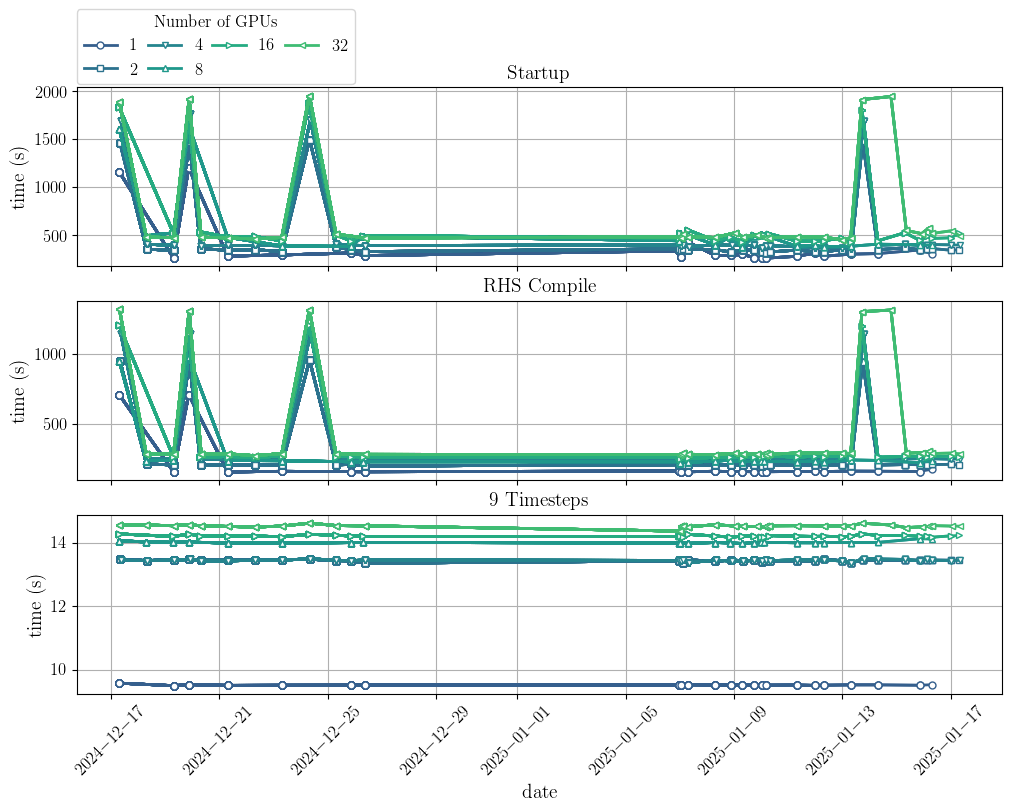 Number of GPUs
1 4 16 32
2 8
Startup
2000
1500
1000
500
time (s)
RHS Compile
1000
500
time (s)
9 Timesteps
14
12
10
time (s)
2024−12−17 2024−12−21 2024−12−25 2024−12−29 2025−01−01 2025−01−05 2025−01−09 2025−01−13 2025−01−17
date